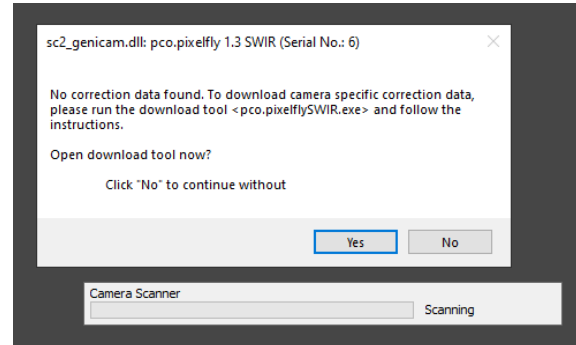 sc2_genicam.dll: pco.pixelfly 1.3 SWIR (Serial No.: 6)
No correction data found. To download camera specific correction data,
please run the download tool <pco.pixelflySWIR.exe> and follow the
instructions.
Open download tool now?
Click "No" to continue without
Yes No
Camera Scanner
Scanning